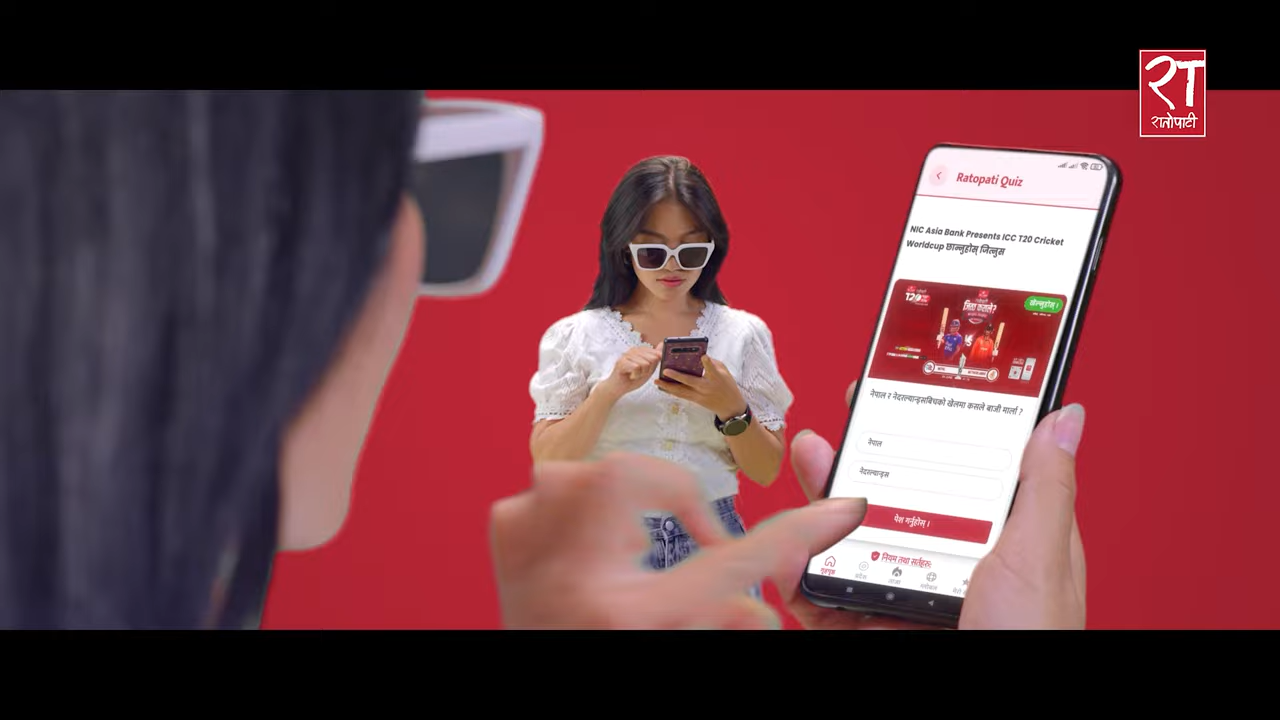 रा
रातोपाटी
Ratopati Quiz
NIC Asia Bank Presents ICC T20 Cricket
Worldcup छान्नुहोस् जित्नुस
खेल्नुहोस् ।
नेपाल र नेदरल्यान्ड्सबिचको खेलमा कसले बाजी मार्ला ?
नेपाल
नेदरल्यान्ड्स
पेश गर्नुहोस् ।
नियम तथा सर्तहरू:
गृहपृष्ठ
ताजा